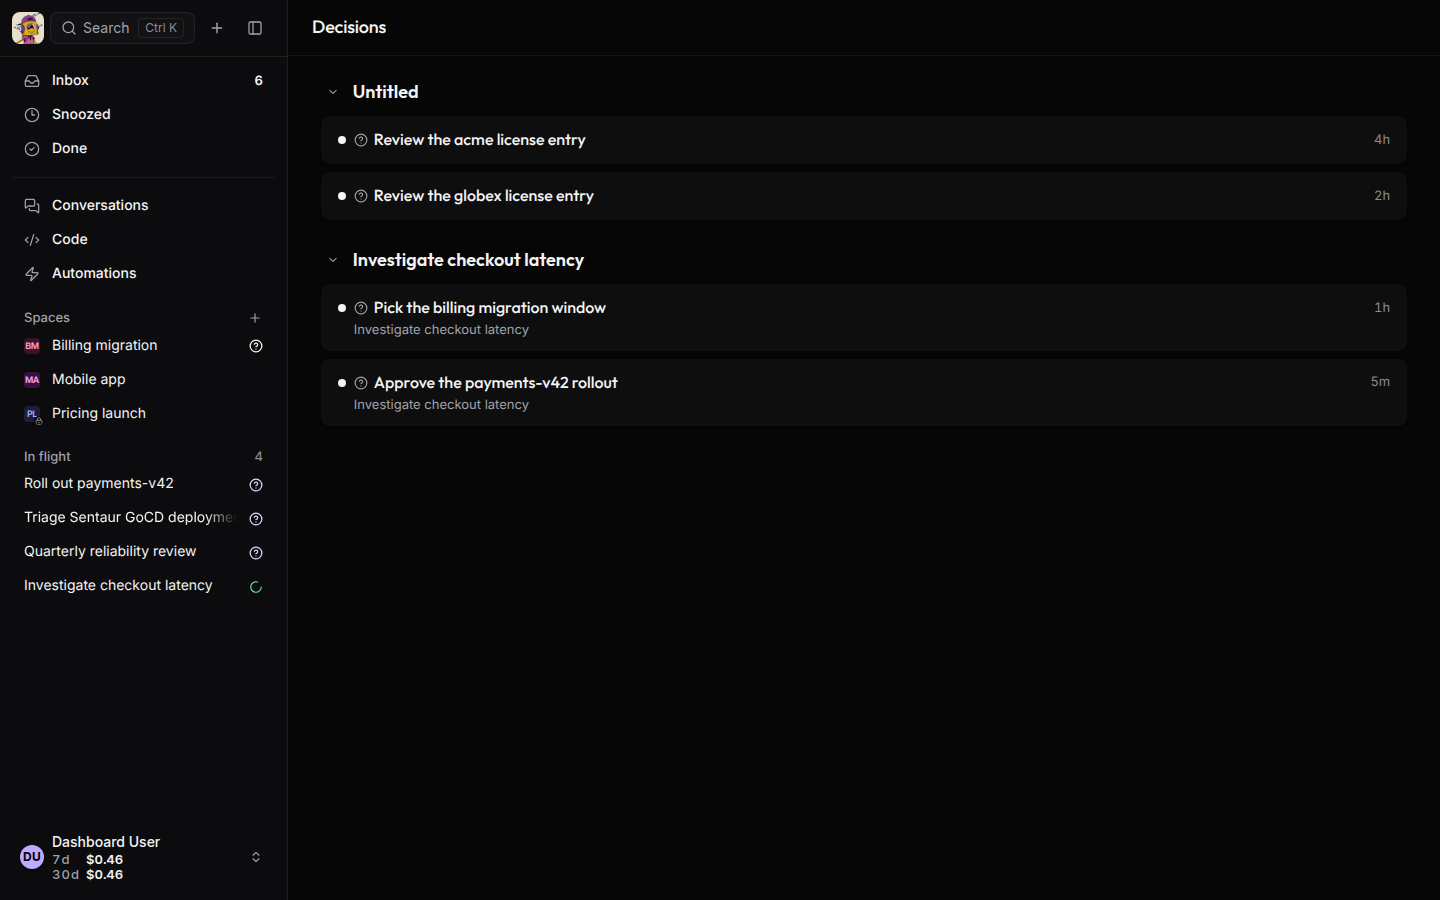 Search Ctrl K
Inbox 6
Snoozed
Done
Conversations
Code
Automations
Spaces
BM Billing migration
MA Mobile app
PL Pricing launch
In flight 4
Roll out payments-v42
Triage Sentaur GoCD deployme
Quarterly reliability review
Investigate checkout latency
DU Dashboard User
7d $0.46
30d $0.46
Decisions
Untitled
Review the acme license entry 4h
Review the globex license entry 2h
Investigate checkout latency
Pick the billing migration window 1h
Investigate checkout latency
Approve the payments-v42 rollout 5m
Investigate checkout latency